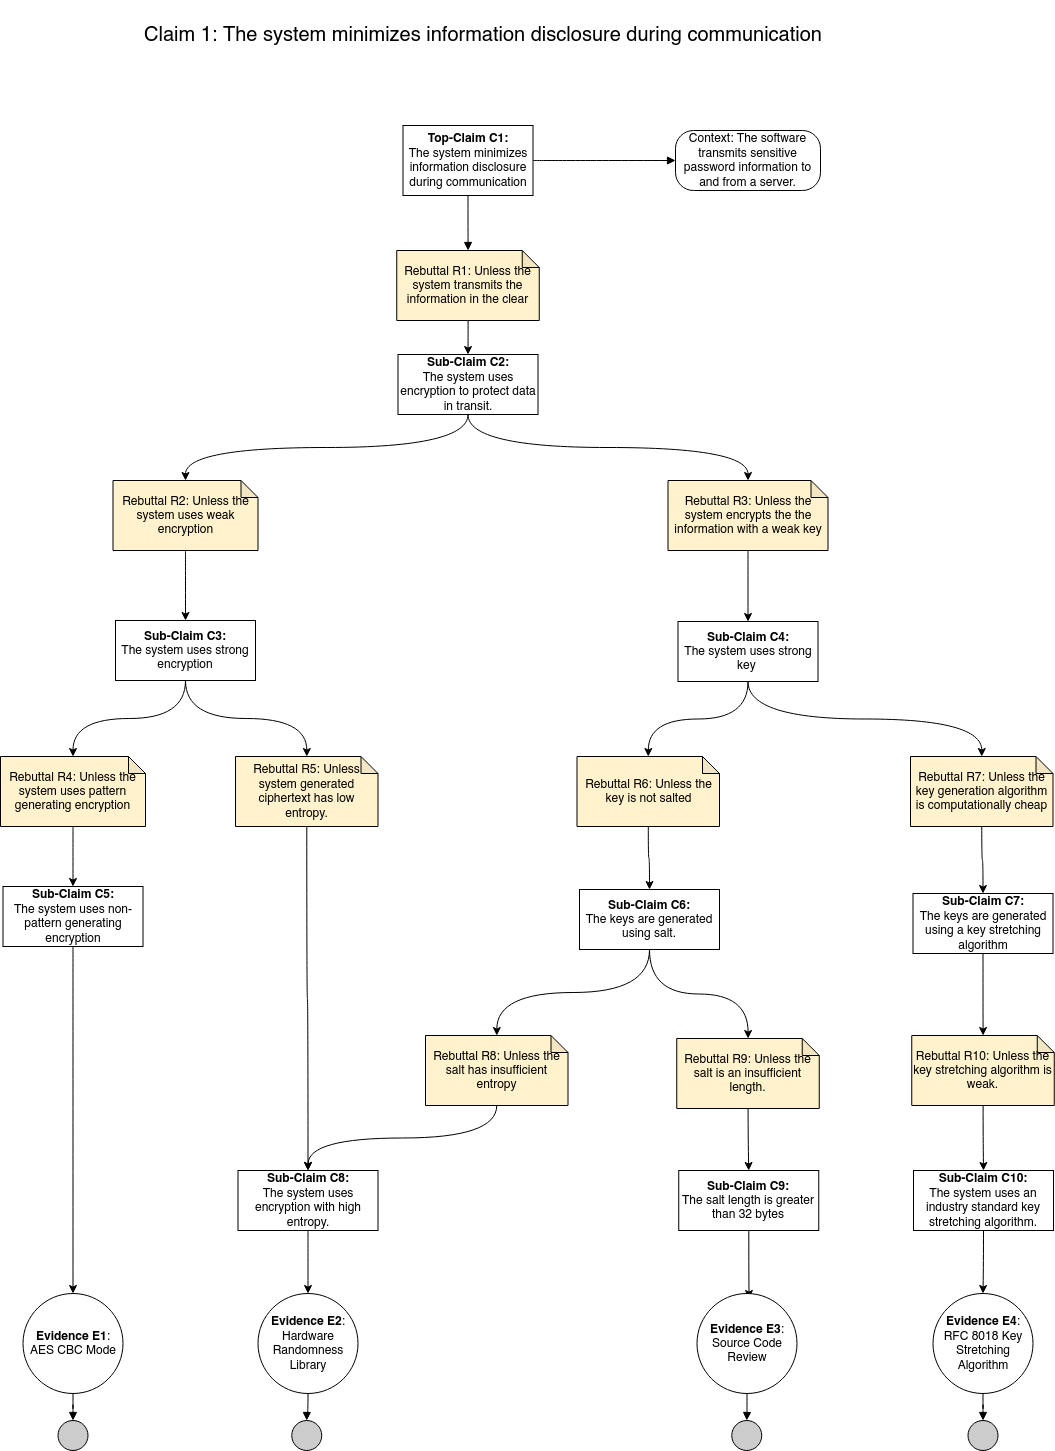 Claim 1: The system minimizes information disclosure during communication
Top-Claim C1:
The system minimizes
information disclosure
during communication
Context: The software
transmits sensitive
password information to
and from a server.
Rebuttal R1: Unless the
system transmits the
information in the clear
Sub-Claim C2:
The system uses
encryption to protect data
in transit.
Rebuttal R2: Unless the
system uses weak
encryption
Rebuttal R3: Unless the
system encrypts the the
information with a weak key
Sub-Claim C3:
The system uses strong
encryption
Sub-Claim C4:
The system uses strong
key
Rebuttal R4: Unless the
system uses pattern
generating encryption
Rebuttal R5: Unless
system generated
ciphertext has low
entropy.
Rebuttal R6: Unless the
key is not salted
Rebuttal R7: Unless the
key generation algorithm
is computationally cheap
Sub-Claim C5:
The system uses non-
pattern generating
encryption
Sub-Claim C6:
The keys are generated
using salt.
Sub-Claim C7:
The keys are generated
using a key stretching
algorithm
Rebuttal R8: Unless the
salt has insufficient
entropy
Rebuttal R9: Unless the
salt is an insufficient
length.
Rebuttal R10: Unless the
key stretching algorithm is
weak.
Sub-Claim C8:
The system uses
encryption with high
entropy.
Sub-Claim C9:
The salt length is greater
than 32 bytes
Sub-Claim C10:
The system uses an
industry standard key
stretching algorithm.
Evidence E1:
AES CBC Mode
Evidence E2:
Hardware
Randomness
Library
Evidence E3:
Source Code
Review
Evidence E4:
RFC 8018 Key
Stretching
Algorithm